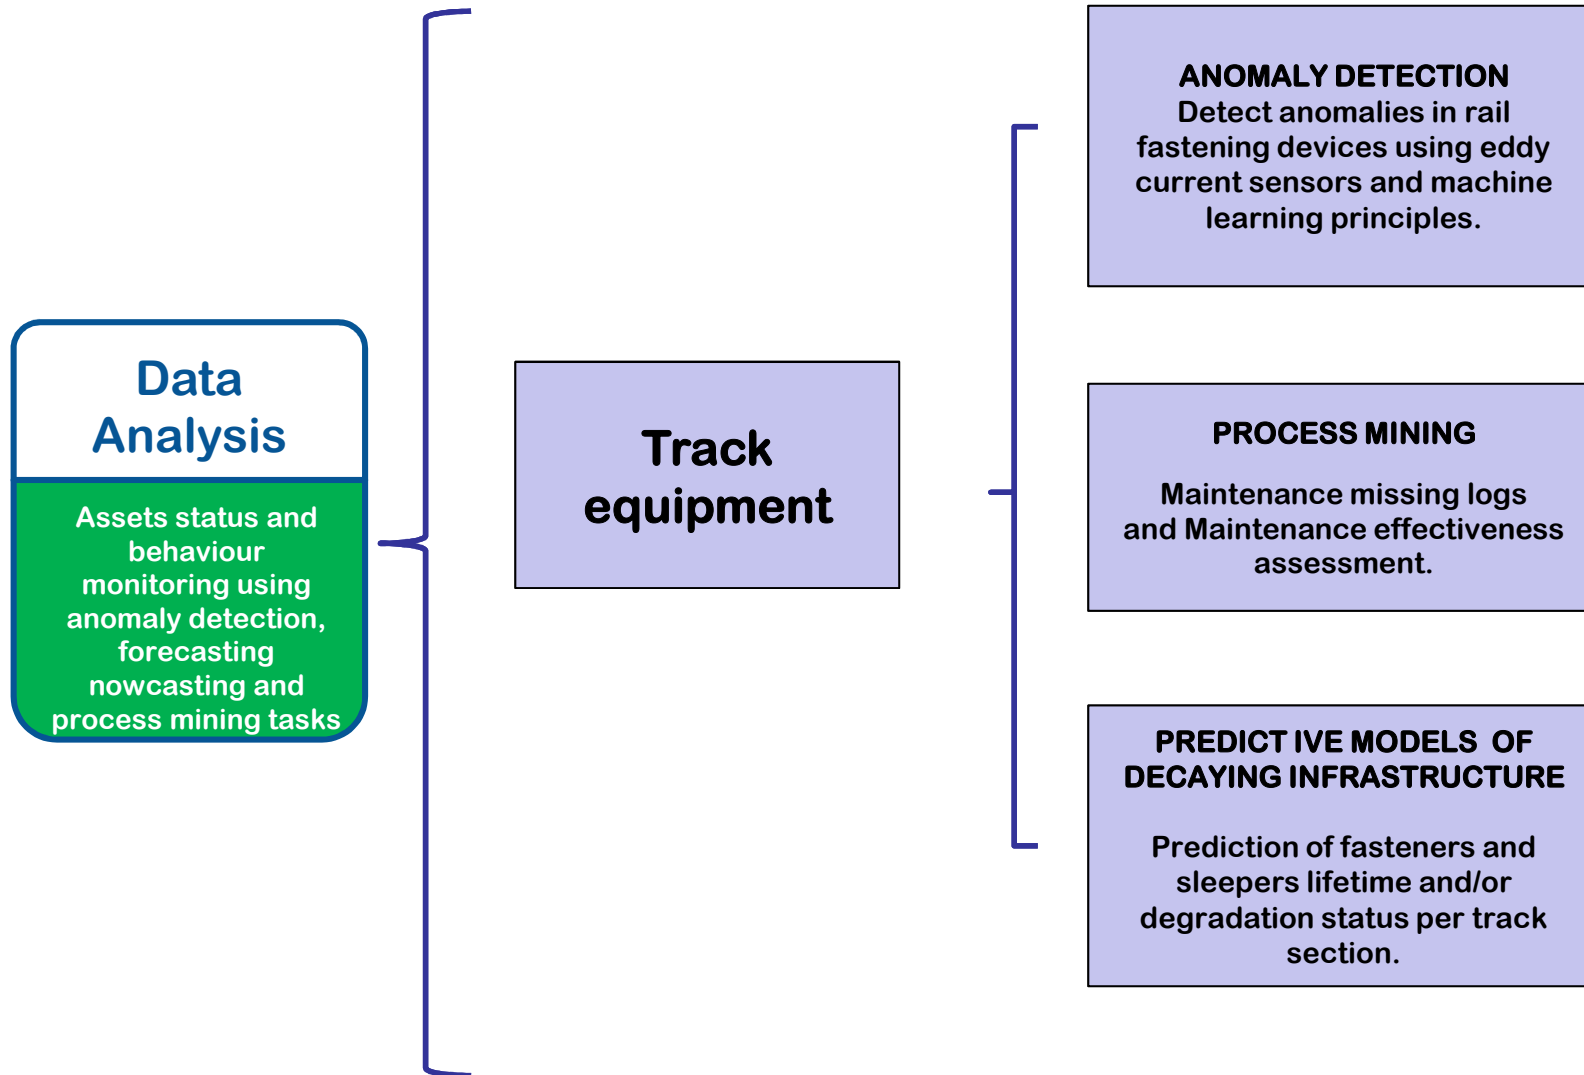 Data
Analysis
Assets status and
behaviour
monitoring using
anomaly detection,
forecasting
nowcasting and
process mining tasks
Track
equipment
ANOMALY DETECTION
Detect anomalies in rail
fastening devices using eddy
current sensors and machine
learning principles.
PROCESS MINING
Maintenance missing logs
and Maintenance effectiveness
assessment.
PREDICT IVE MODELS OF
DECAYING INFRASTRUCTURE
Prediction of fasteners and
sleepers lifetime and/or
degradation status per track
section.